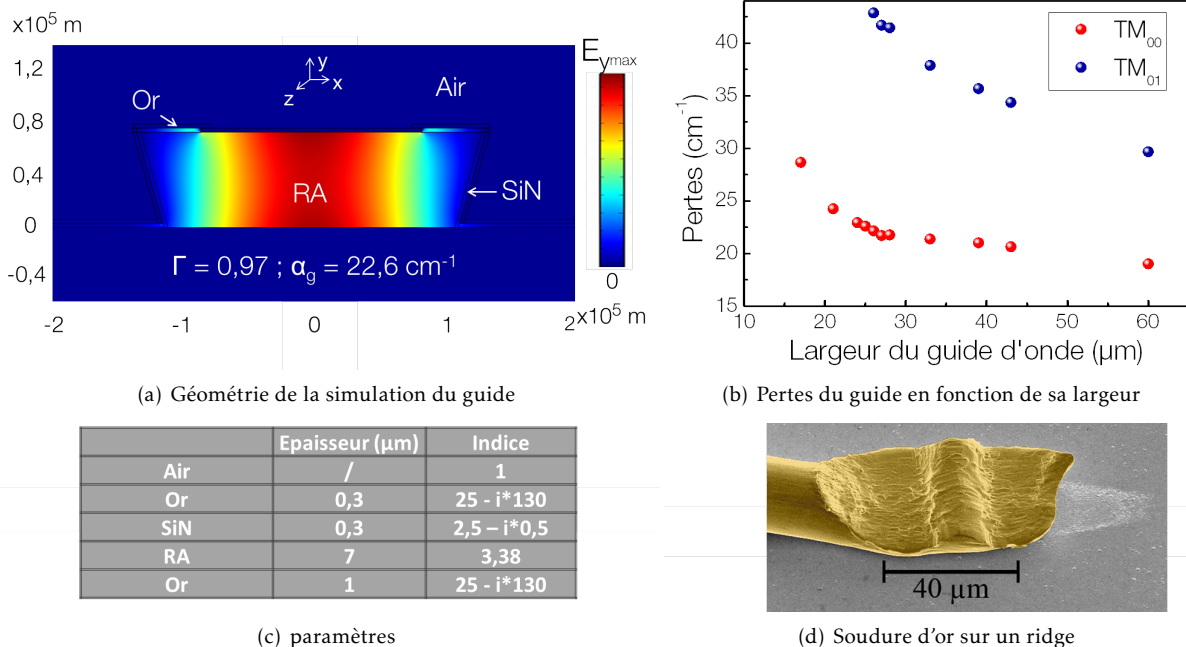 x10⁵ m
1,2
0,8
0,4
0
-0,4
-2
-1
0
1
2
x10⁵ m
y
x
z
Or
Air
RA
SiN
Γ = 0,97 ; α_g = 22,6 cm⁻¹
E_y max
0
(a) Géométrie de la simulation du guide
Pertes (cm⁻¹)
40
35
30
25
20
15
10
20
30
40
50
60
Largeur du guide d'onde (µm)
TM₀₀
TM₀₁
(b) Pertes du guide en fonction de sa largeur
Epaisseur (µm) Indice
Air / 1
Or 0,3 25 - i*130
SiN 0,3 2,5 – i*0,5
RA 7 3,38
Or 1 25 - i*130
(c) paramètres
40 µm
(d) Soudure d'or sur un ridge